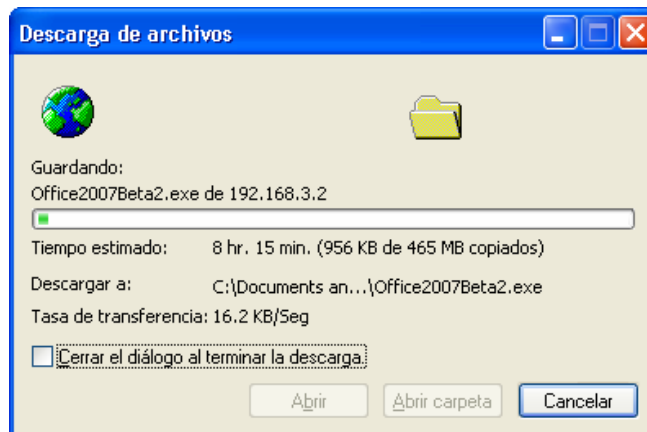 Descarga de archivos
Guardando:
Office2007Beta2.exe de 192.168.3.2
Tiempo estimado: 8 hr. 15 min. (956 KB de 465 MB copiados)
Descargar a: C:\Documents an...\Office2007Beta2.exe
Tasa de transferencia: 16.2 KB/Seg
Cerrar el diálogo al terminar la descarga.
Abrir Abrir carpeta Cancelar